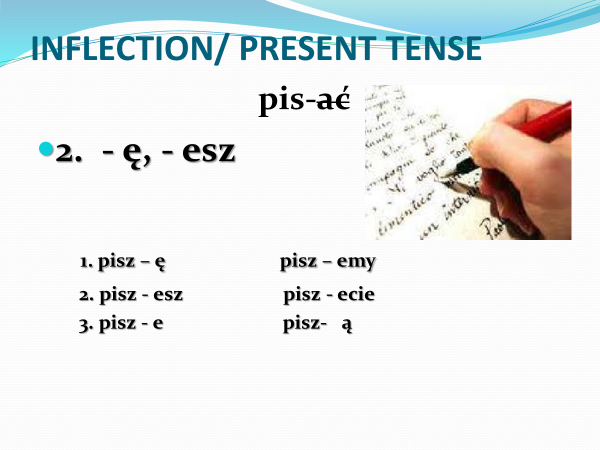 INFLECTION/ PRESENT TENSE
pis-ać
2. - ę, - esz
1. pisz – ę pisz – emy
2. pisz - esz pisz - ecie
3. pisz - e pisz- ą